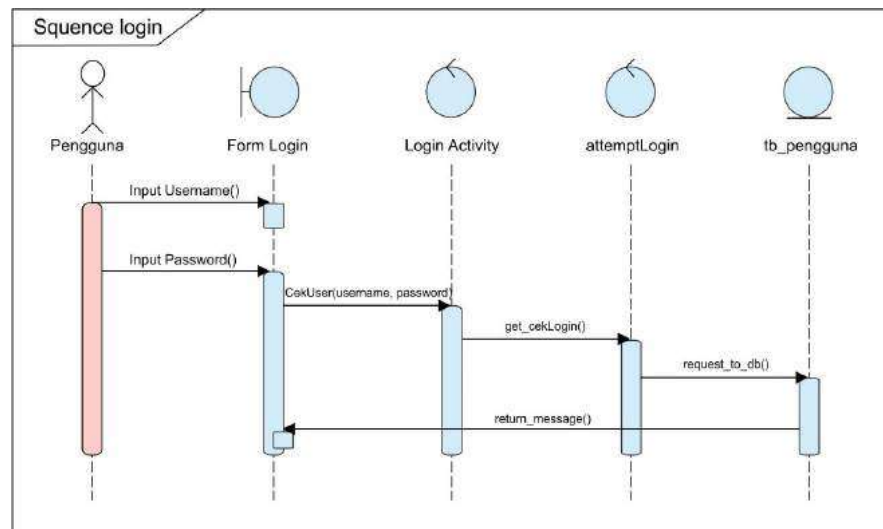 Squence login
Pengguna
Form Login
Login Activity
attemptLogin
tb_pengguna
Input Username()
Input Password()
CekUser(username, password)
get_cekLogin()
request_to_db()
return_message()